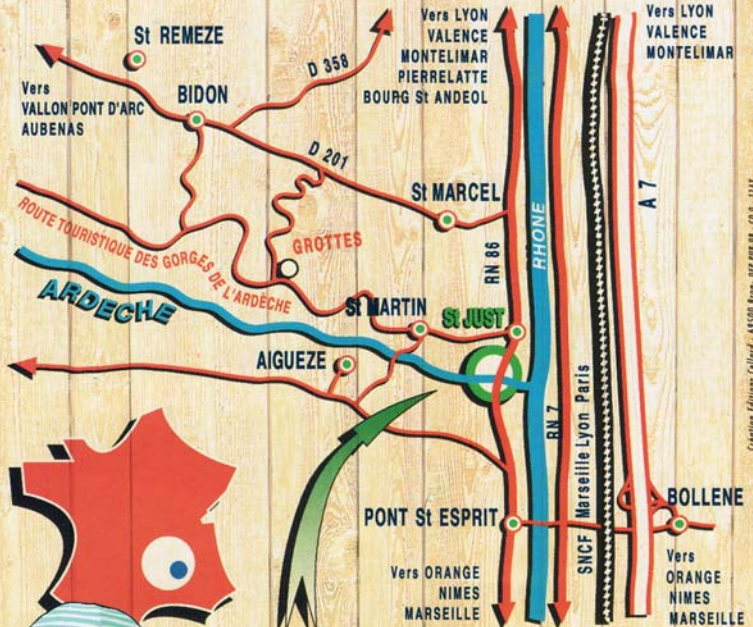 St REMEZE
D 358
Vers LYON
VALENCE
MONTELIMAR
PIERRELATTE
BOURG St ANDEOL
Vers LYON
VALENCE
MONTELIMAR
Vers
VALLON PONT D'ARC
AUBENAS
BIDON
D 201
St MARCEL
A 7
RHONE
RN 86
ROUTE TOURISTIQUE DES GORGES DE L'ARDÈCHE
GROTTES
ARDECHE
St MARTIN
St JUST
AIGUEZE
RN 7
SNCF Marseille Lyon Paris
PONT St ESPRIT
BOLLENE
Vers ORANGE
NIMES
MARSEILLE
Vers
ORANGE
NIMES
MARSEILLE